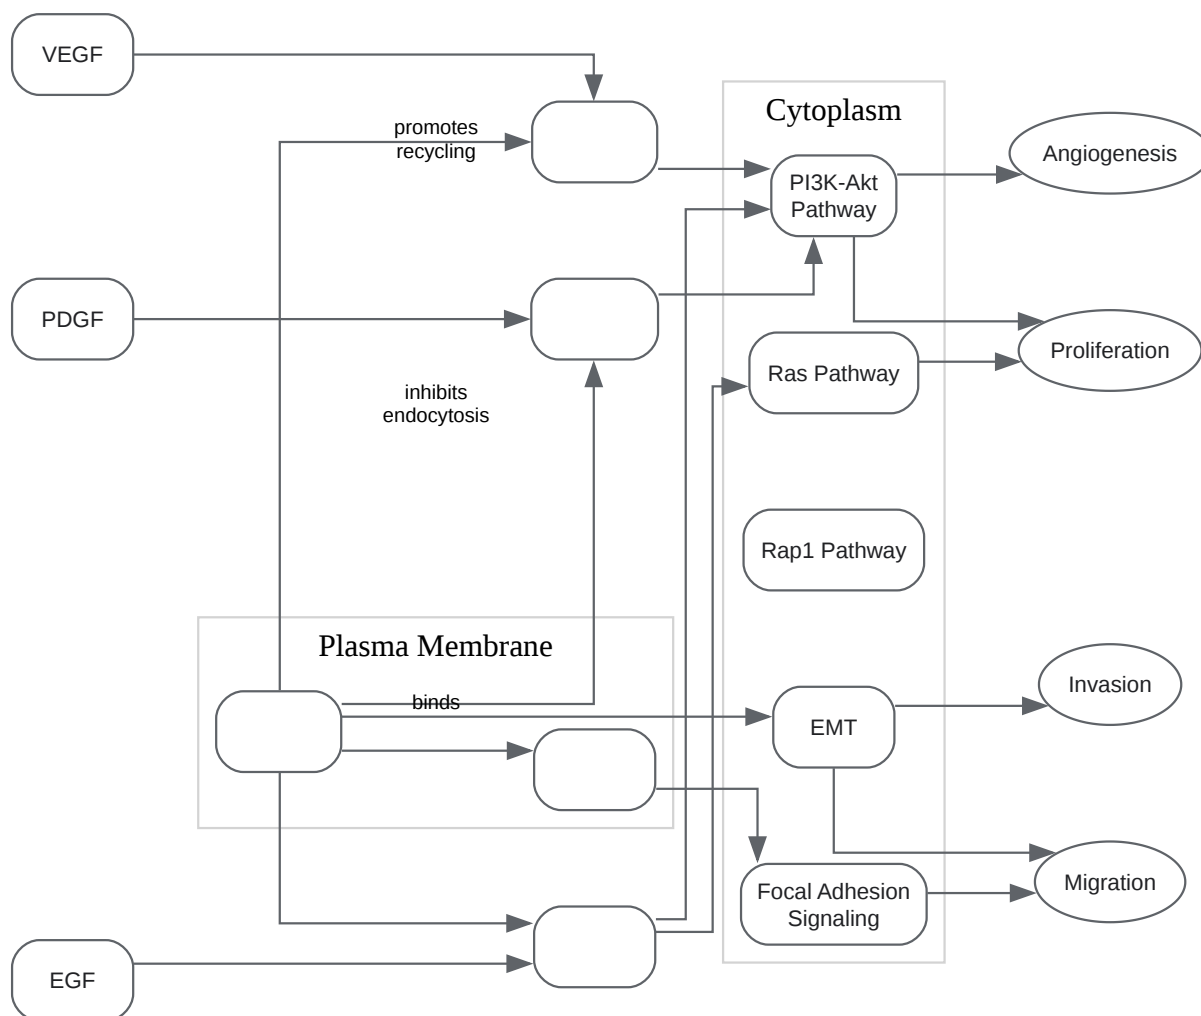 VEGF
promotes
recycling
Cytoplasm
PI3K-Akt
Pathway
Angiogenesis
PDGF
inhibits
endocytosis
Ras Pathway
Proliferation
Rap1 Pathway
Plasma Membrane
binds
EMT
Invasion
Focal Adhesion
Signaling
Migration
EGF